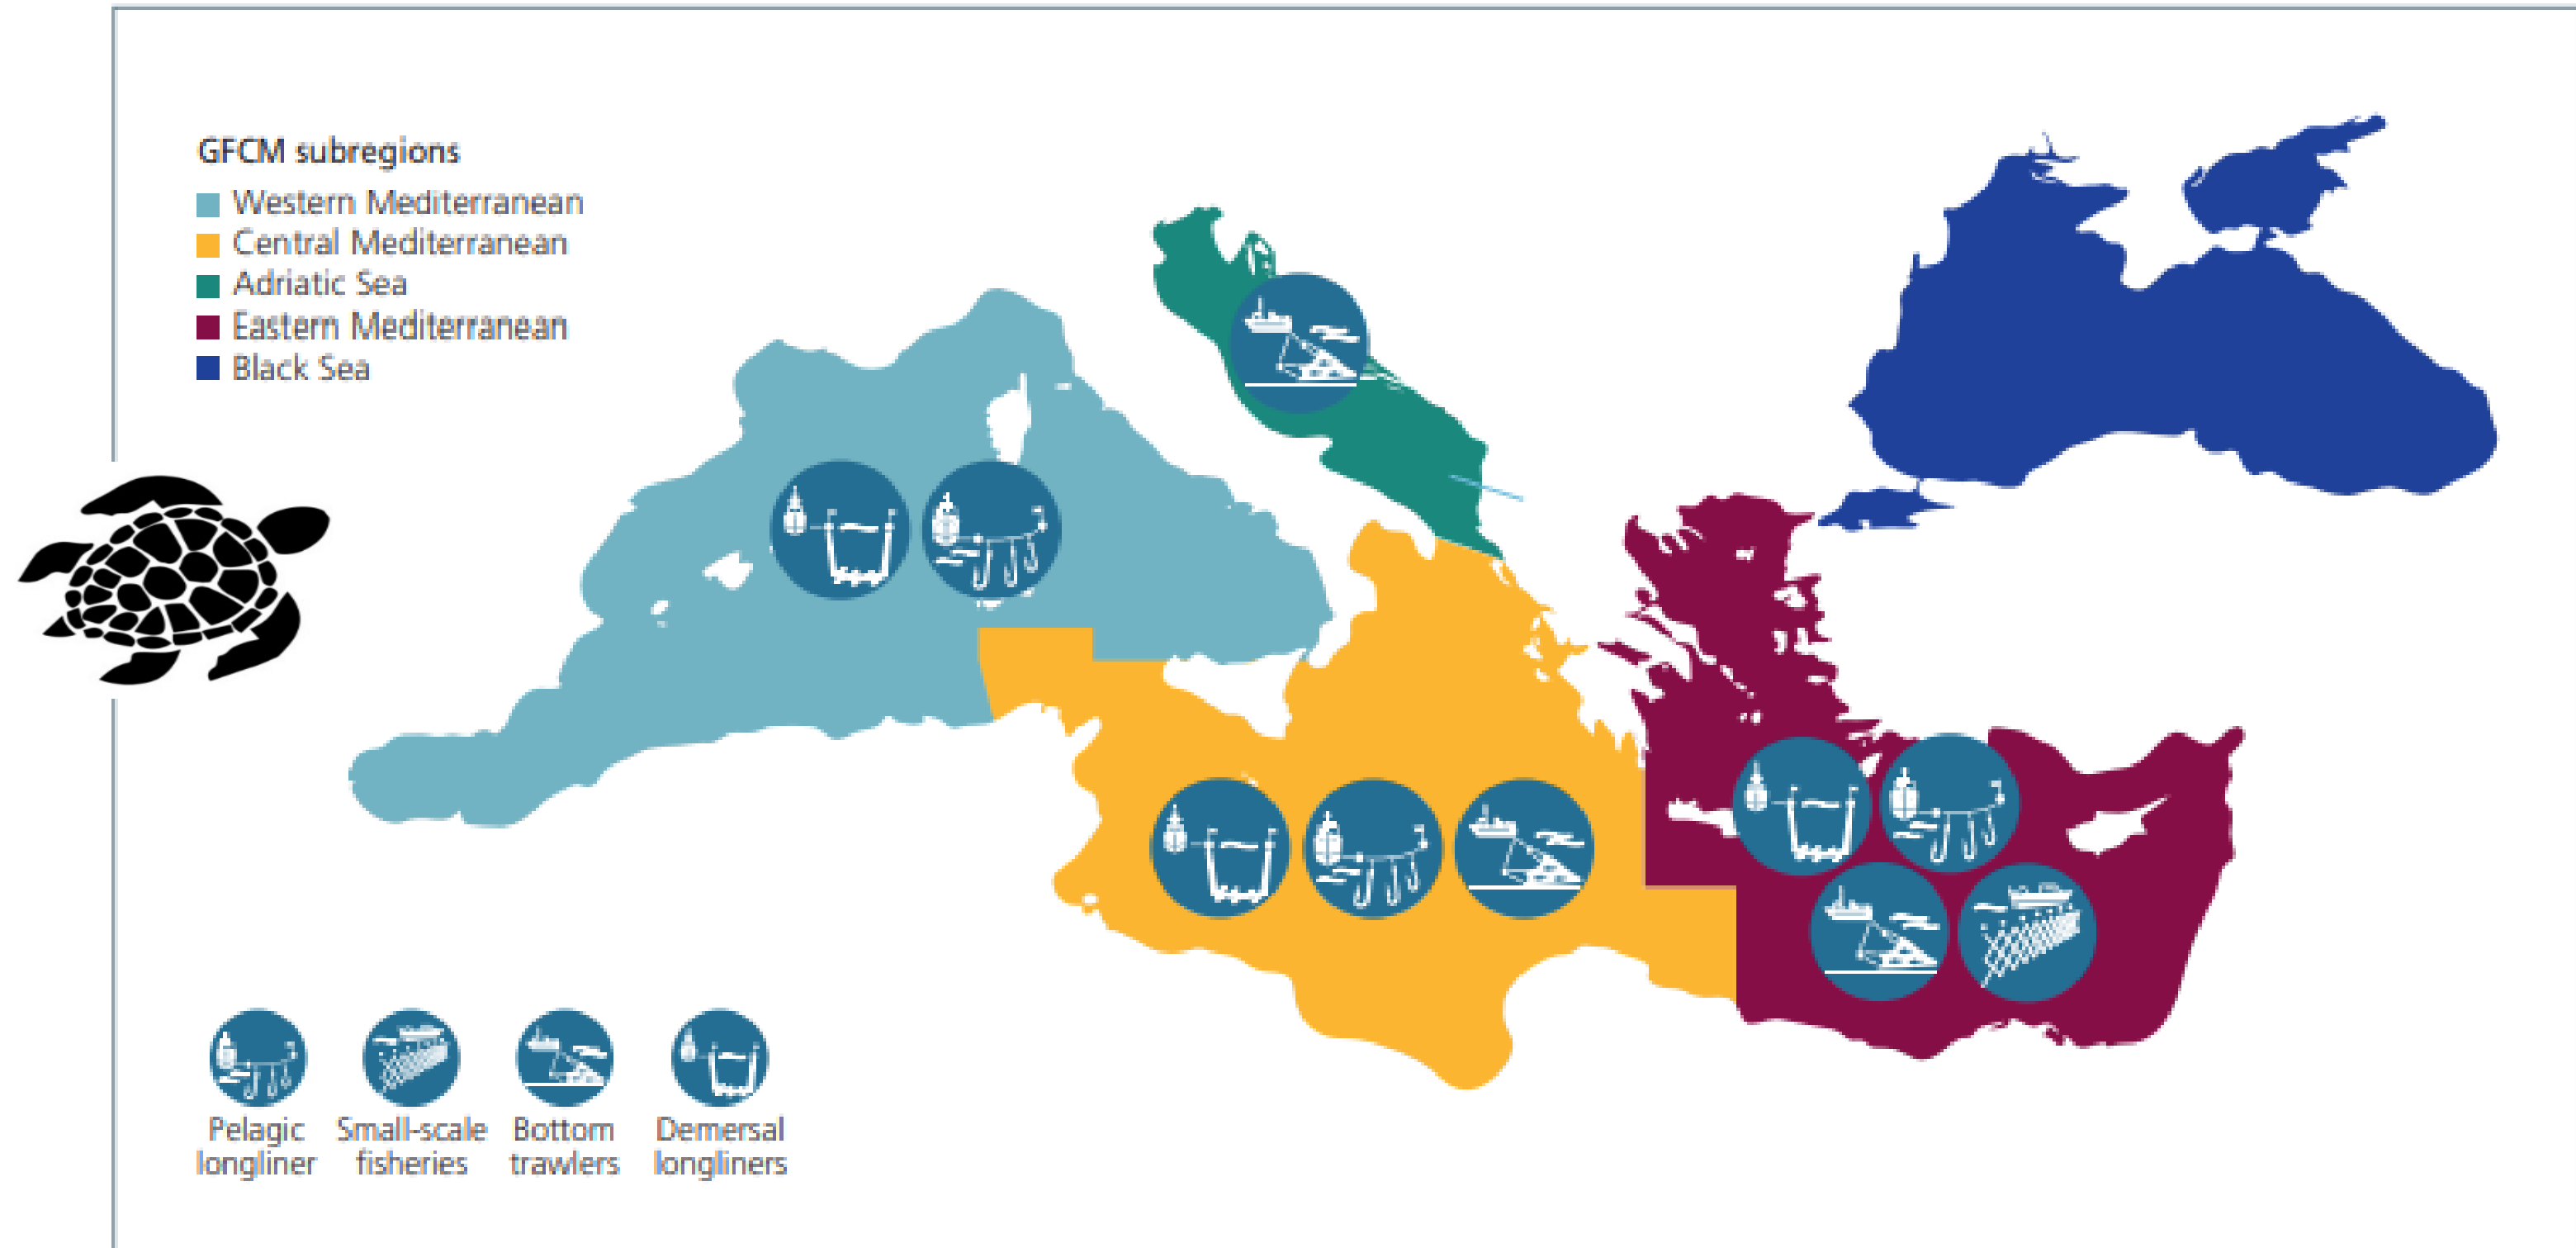 GFCM subregions
Western Mediterranean
Central Mediterranean
Adriatic Sea
Eastern Mediterranean
Black Sea
Pelagic
longliner
Small-scale
fisheries
Bottom
trawlers
Demersal
longliners